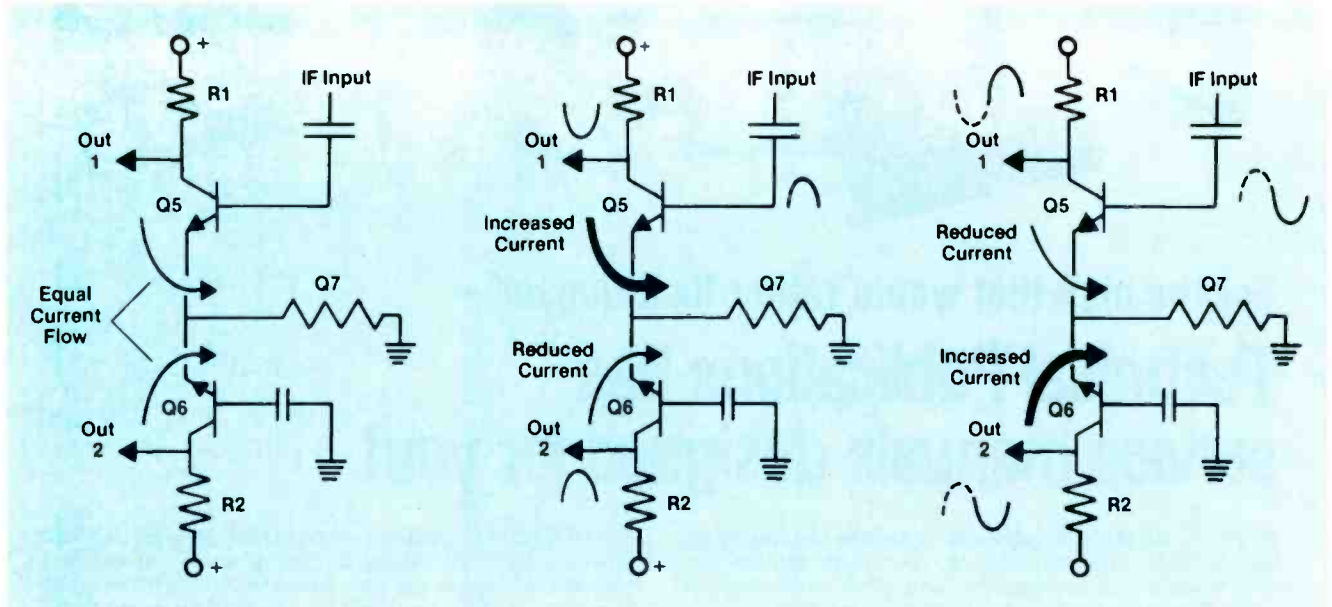 +
R1
IF Input
Out
1
Q5
Equal
Current
Flow
Q7
Q6
Out
2
R2
+
+
R1
IF Input
Out
1
Q5
Increased
Current
Q7
Reduced
Current
Q6
Out
2
R2
+
R1
IF Input
Out
1
Q5
Reduced
Current
Q7
Increased
Current
Q6
Out
2
R2
+